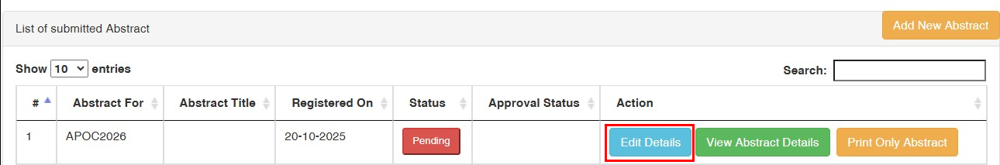 List of submitted Abstract Add New Abstract
Show 10 entries Search:
# Abstract For Abstract Title Registered On Status Approval Status Action
1 APOC2026 20-10-2025 Pending Edit Details View Abstract Details Print Only Abstract